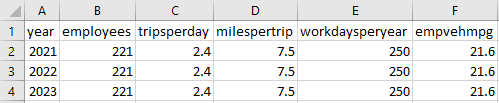 A B C D E F
1 year employees tripsperday milespertrip workdaysperyear empvehmpg
2 2021 221 2.4 7.5 250 21.6
3 2022 221 2.4 7.5 250 21.6
4 2023 221 2.4 7.5 250 21.6